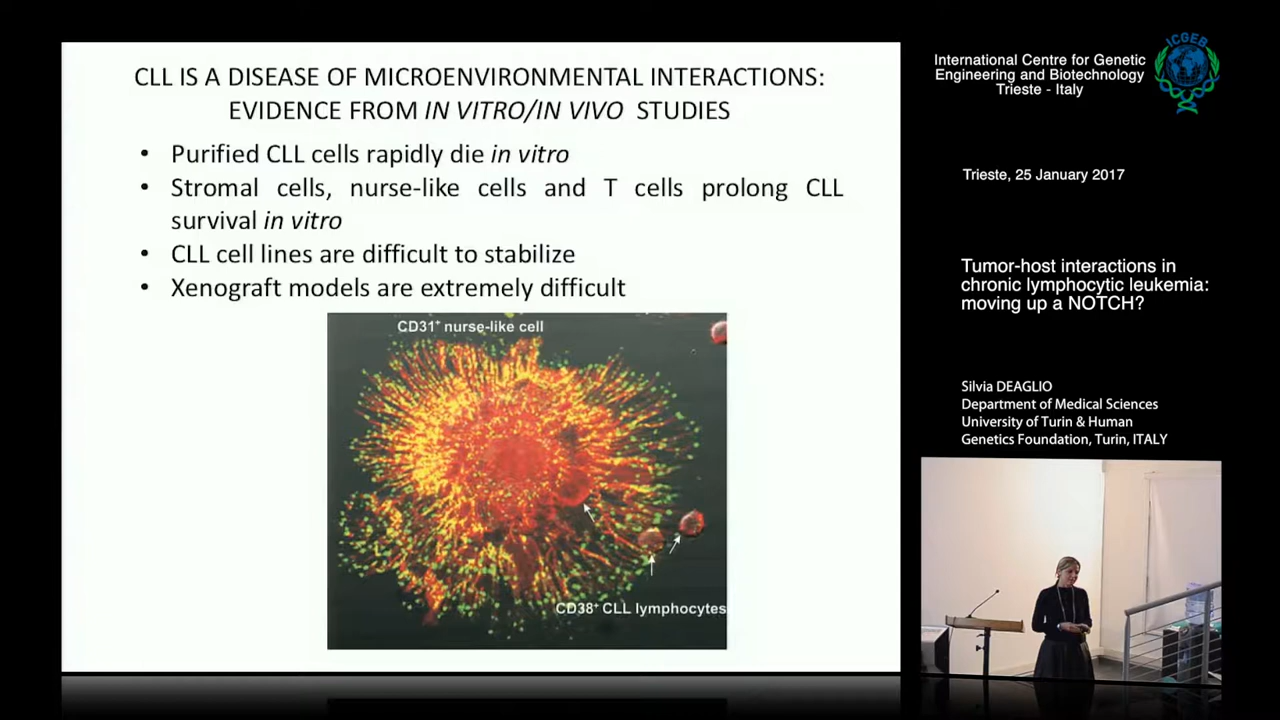 CLL IS A DISEASE OF MICROENVIRONMENTAL INTERACTIONS:
EVIDENCE FROM IN VITRO/IN VIVO STUDIES
• Purified CLL cells rapidly die in vitro
• Stromal cells, nurse-like cells and T cells prolong CLL
survival in vitro
• CLL cell lines are difficult to stabilize
• Xenograft models are extremely difficult
CD31+ nurse-like cell
CD38+ CLL lymphocytes
International Centre for Genetic
Engineering and Biotechnology
Trieste - Italy
ICGEB
Trieste, 25 January 2017
Tumor-host interactions in
chronic lymphocytic leukemia:
moving up a NOTCH?
Silvia DEAGLIO
Department of Medical Sciences
University of Turin & Human
Genetics Foundation, Turin, ITALY